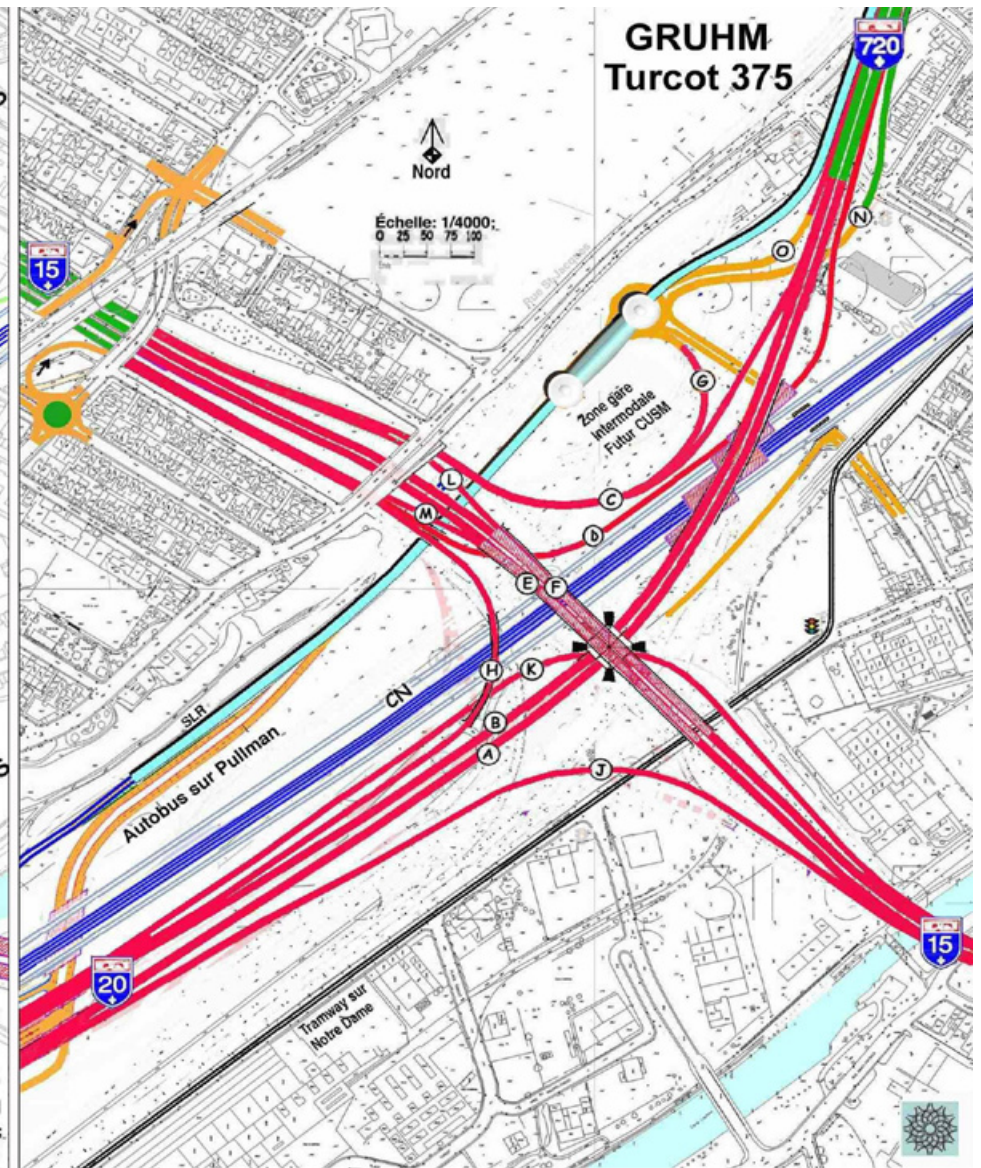 GRUHM
Turcot 375
720
Nord
Échelle: 1/4000;
0 25 50 75 100
15
N
O
CN
G
Zone gare
Intermodale
Futur CUSM
L
C
M
D
E
F
H
K
CN
SLR
B
A
J
Autobus sur Pullman
15
20
Tramway sur
Notre Dame